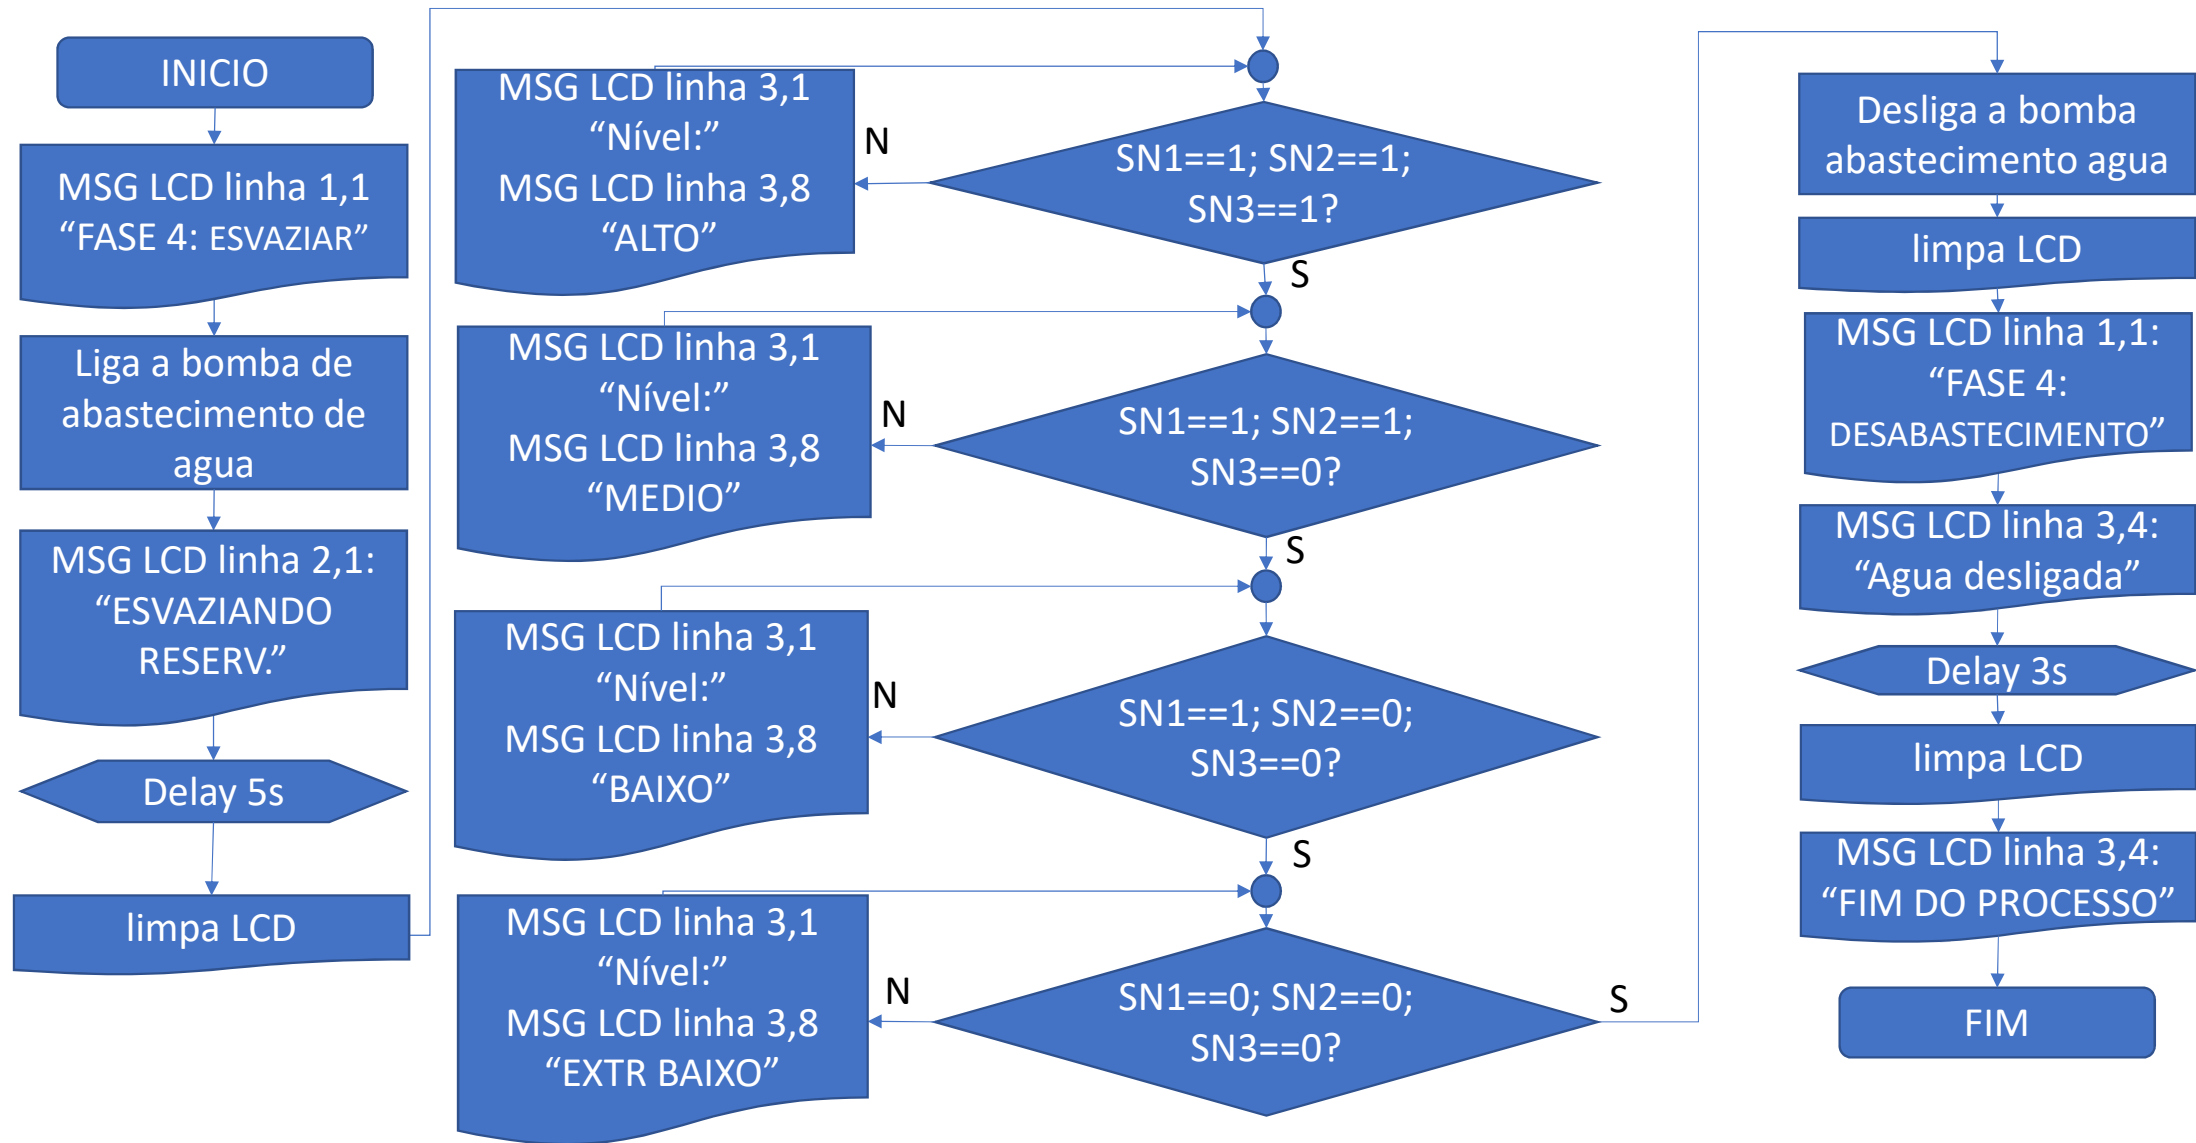 INICIO
MSG LCD linha 1,1
“FASE 4: ESVAZIAR”
Liga a bomba de
abastecimento de
agua
MSG LCD linha 2,1:
“ESVAZIANDO
RESERV.”
Delay 5s
limpa LCD
MSG LCD linha 3,1
“Nível:”
MSG LCD linha 3,8
“ALTO”
N
SN1==1; SN2==1;
SN3==1?
S
MSG LCD linha 3,1
“Nível:”
MSG LCD linha 3,8
“MEDIO”
N
SN1==1; SN2==1;
SN3==0?
S
MSG LCD linha 3,1
“Nível:”
MSG LCD linha 3,8
“BAIXO”
N
SN1==1; SN2==0;
SN3==0?
S
MSG LCD linha 3,1
“Nível:”
MSG LCD linha 3,8
“EXTR BAIXO”
N
SN1==0; SN2==0;
SN3==0?
S
Desliga a bomba
abastecimento agua
limpa LCD
MSG LCD linha 1,1:
“FASE 4:
DESABASTECIMENTO”
MSG LCD linha 3,4:
“Agua desligada”
Delay 3s
limpa LCD
MSG LCD linha 3,4:
“FIM DO PROCESSO”
FIM